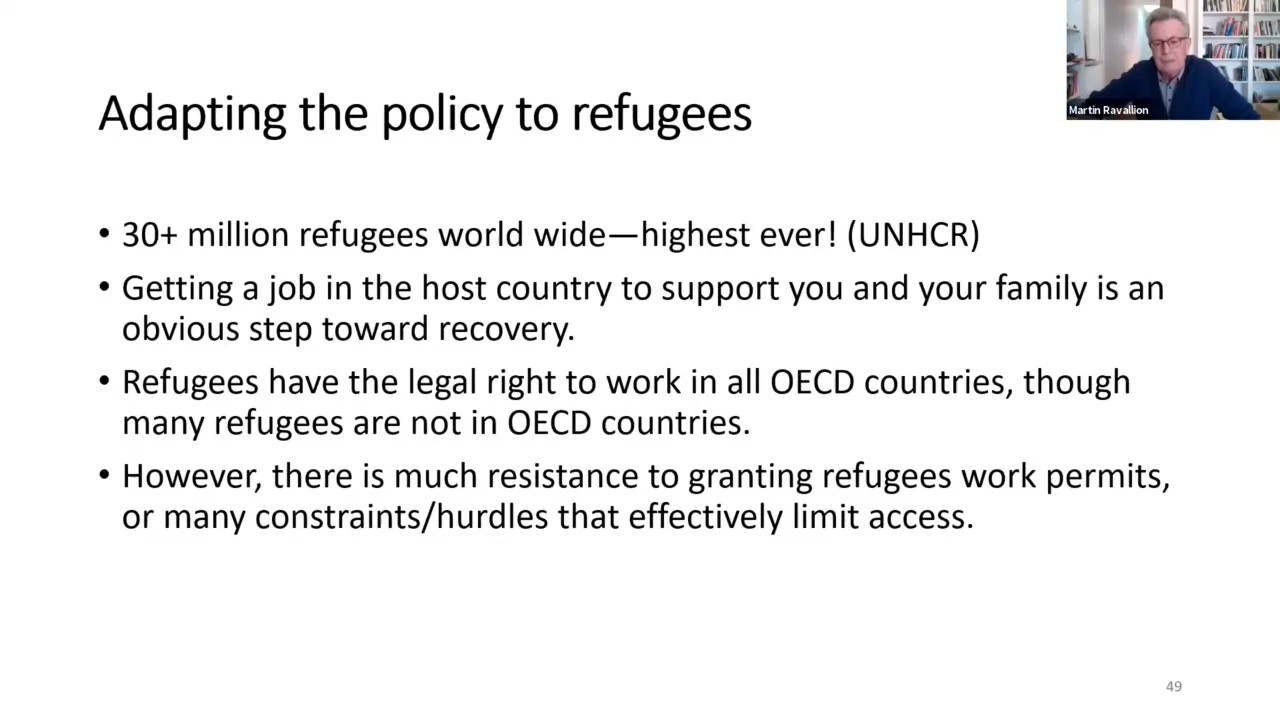 Martin Ravallion
Adapting the policy to refugees
• 30+ million refugees world wide—highest ever! (UNHCR)
• Getting a job in the host country to support you and your family is an
obvious step toward recovery.
• Refugees have the legal right to work in all OECD countries, though
many refugees are not in OECD countries.
• However, there is much resistance to granting refugees work permits,
or many constraints/hurdles that effectively limit access.
49